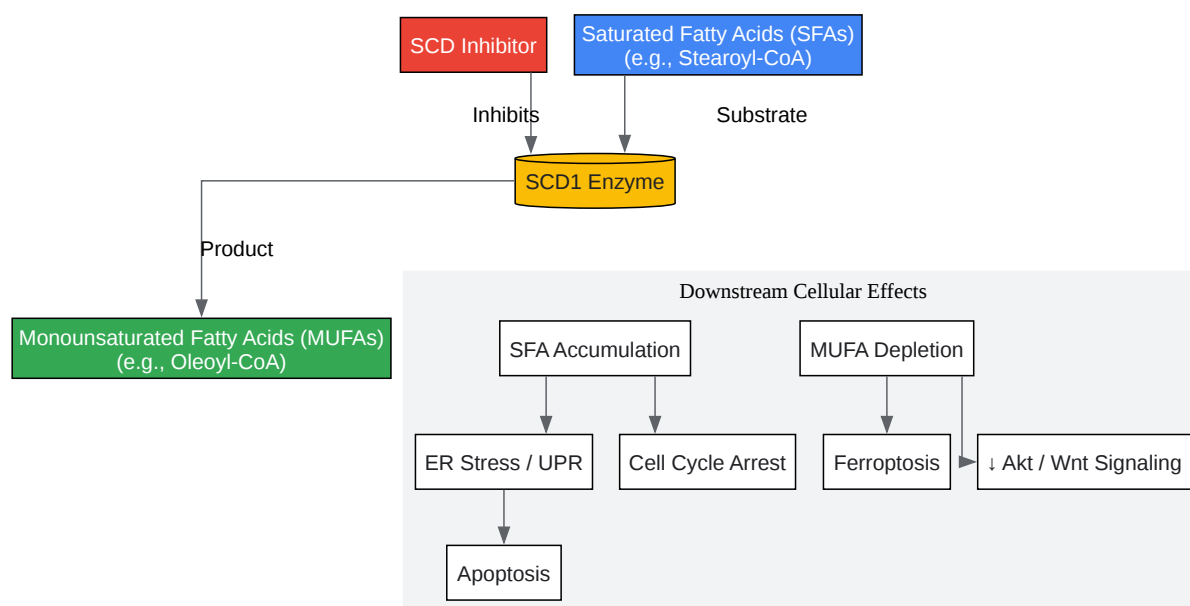 SCD Inhibitor
Saturated Fatty Acids (SFAs)
(e.g., Stearoyl-CoA)
Inhibits
Substrate
SCD1 Enzyme
Product
Monounsaturated Fatty Acids (MUFAs)
(e.g., Oleoyl-CoA)
Downstream Cellular Effects
SFA Accumulation
MUFA Depletion
ER Stress / UPR
Cell Cycle Arrest
Ferroptosis
↓ Akt / Wnt Signaling
Apoptosis